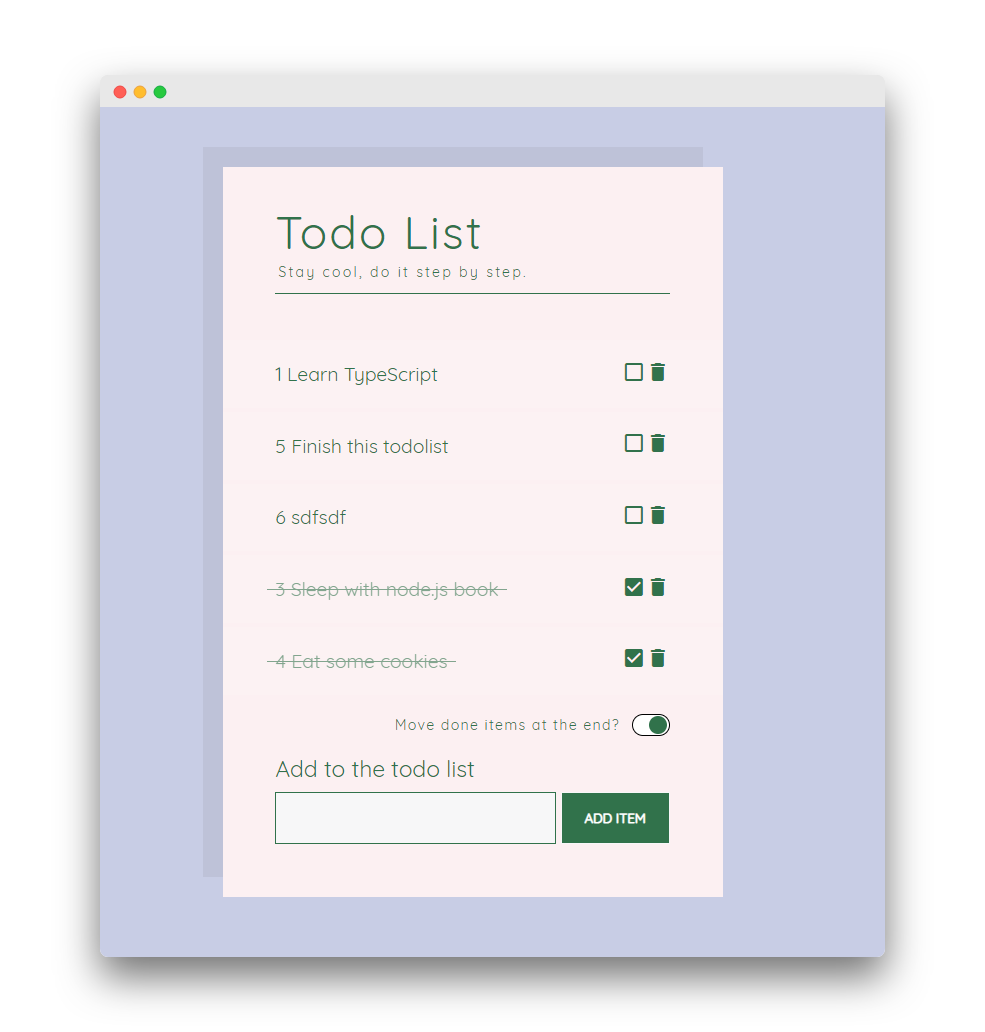 Todo List
Stay cool, do it step by step.
1 Learn TypeScript
5 Finish this todolist
6 sdfsdf
3 Sleep with node.js book
4 Eat some cookies
Move done items at the end?
Add to the todo list
ADD ITEM